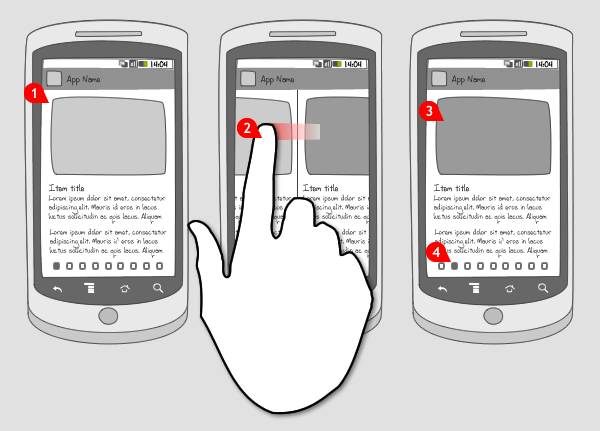 14:04
App Name
1
Item title
Lorem ipsum dolor sit amet, consectetur
adipiscing elit. Mauris id eros in lacus
luctus sollicitudin ac quis lacus. Aliquam
Lorem ipsum dolor sit amet, consectetur
adipiscing elit. Mauris id eros in lacus
luctus sollicitudin ac quis lacus. Aliquam
14:04
App Name
2
14:04
App Name
3
Item title
Lorem ipsum dolor sit amet, consectetur
adipiscing elit. Mauris id eros in lacus
luctus sollicitudin ac quis lacus. Aliquam
Lorem ipsum dolor sit amet, consectetur
adipiscing elit. Mauris id eros in lacus
luctus sollicitudin ac quis lacus. Aliquam
4